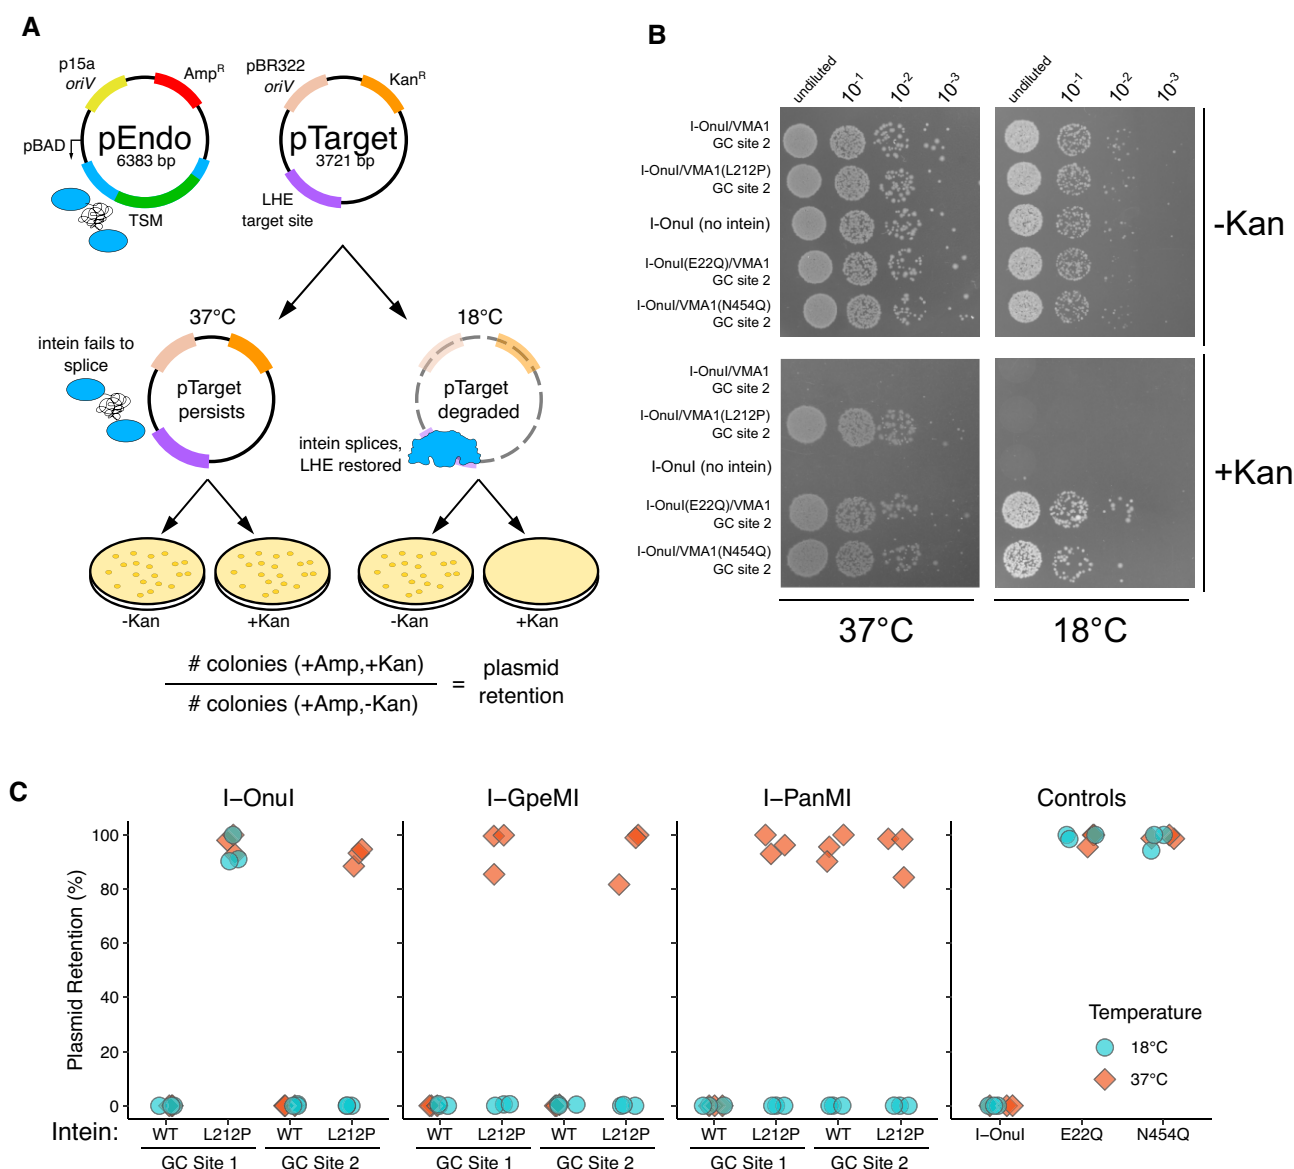 A
p15a
oriV
Amp^R
pBAD
pEndo
6383 bp
TSM
pBR322
oriV
Kan^R
pTarget
3721 bp
LHE
target site
37°C
18°C
intein fails to
splice
pTarget
persists
pTarget
degraded
intein splices,
LHE restored
-Kan
+Kan
-Kan
+Kan
# colonies (+Amp,+Kan)
# colonies (+Amp,-Kan)
=
plasmid
retention
B
undiluted 10^-1 10^-2 10^-3
undiluted 10^-1 10^-2 10^-3
I-OnuI/VMA1
GC site 2
I-OnuI/VMA1(L212P)
GC site 2
I-OnuI (no intein)
I-OnuI(E22Q)/VMA1
GC site 2
I-OnuI/VMA1(N454Q)
GC site 2
-Kan
I-OnuI/VMA1
GC site 2
I-OnuI/VMA1(L212P)
GC site 2
I-OnuI (no intein)
I-OnuI(E22Q)/VMA1
GC site 2
I-OnuI/VMA1(N454Q)
GC site 2
+Kan
37°C
18°C
C
I−OnuI
I−GpeMI
I−PanMI
Controls
Plasmid Retention (%)
100
80
60
40
20
0
Temperature
18°C
37°C
Intein:
WT L212P WT L212P
GC Site 1 GC Site 2
WT L212P WT L212P
GC Site 1 GC Site 2
WT L212P WT L212P
GC Site 1 GC Site 2
I−OnuI E22Q N454Q